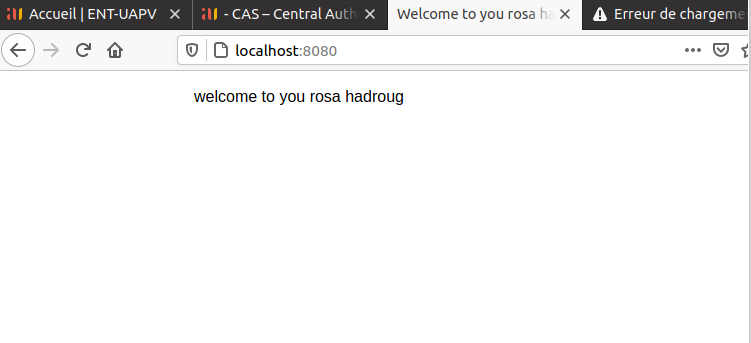 Accueil | ENT-UAPV
- CAS – Central Auth
Welcome to you rosa ha
Erreur de chargeme
localhost:8080
welcome to you rosa hadroug